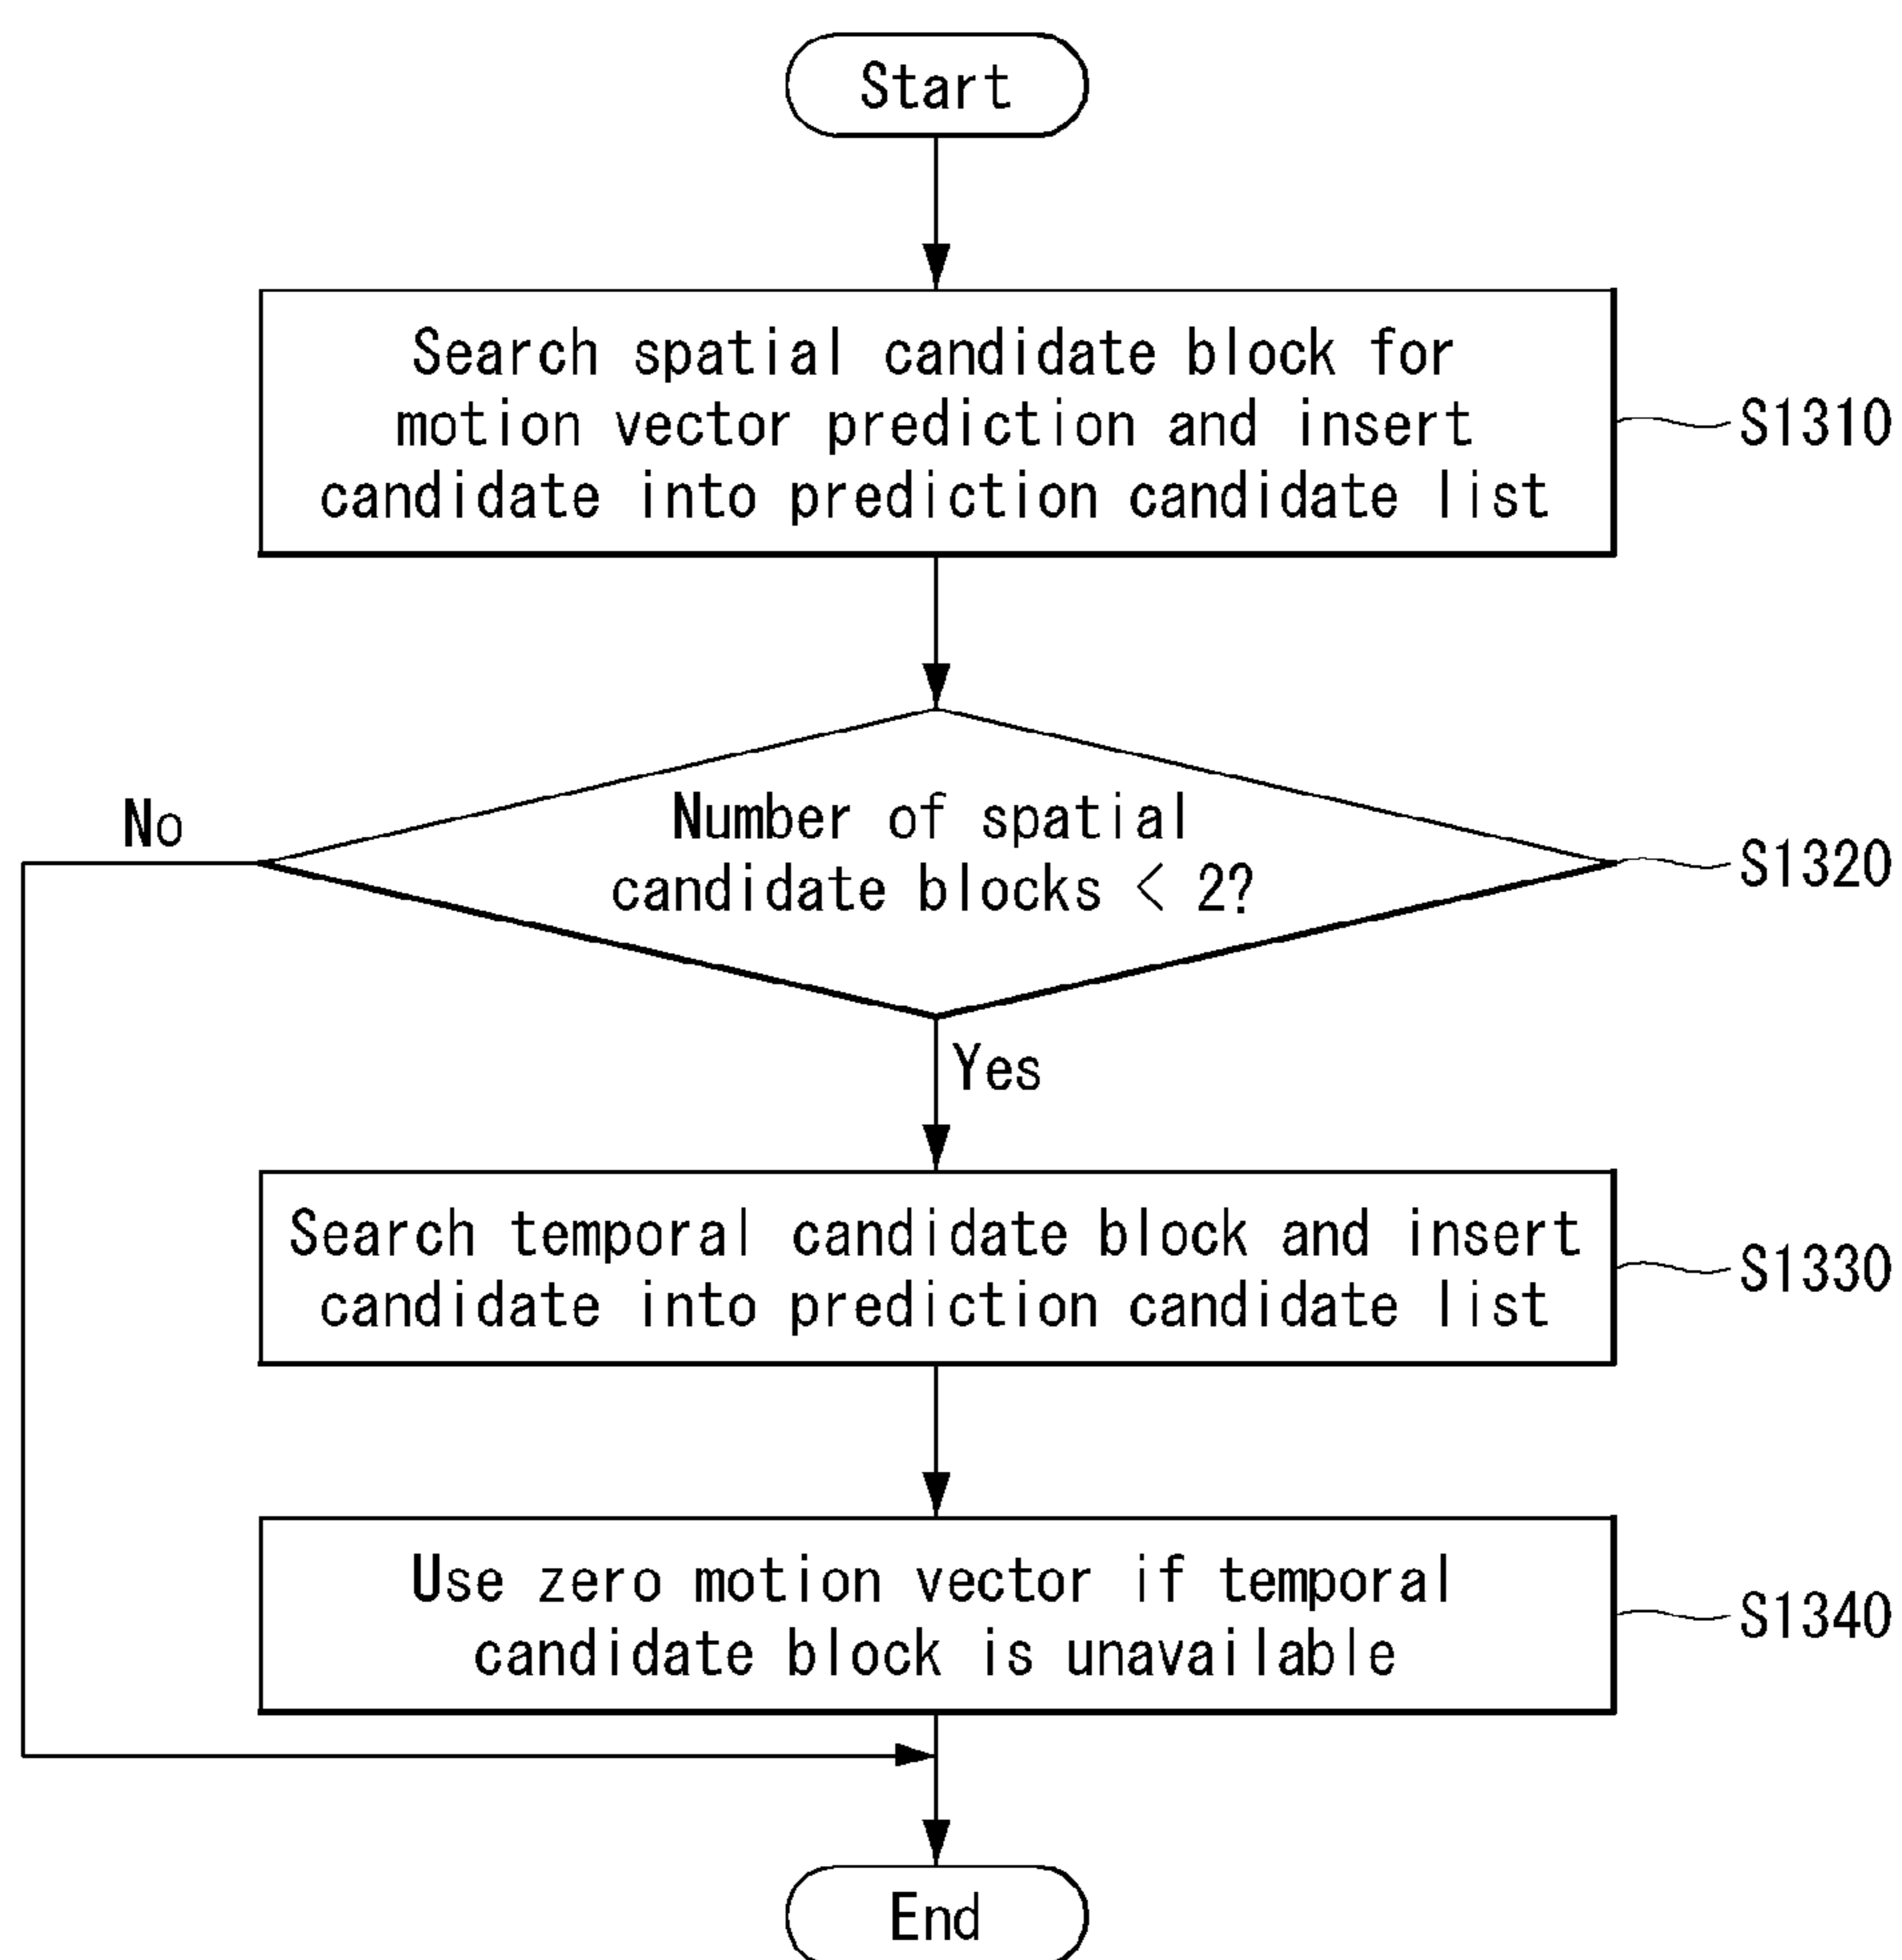 Start
Search spatial candidate block for
motion vector prediction and insert
candidate into prediction candidate list
S1310
Number of spatial
candidate blocks < 2?
S1320
No
Yes
Search temporal candidate block and insert
candidate into prediction candidate list
S1330
Use zero motion vector if temporal
candidate block is unavailable
S1340
End